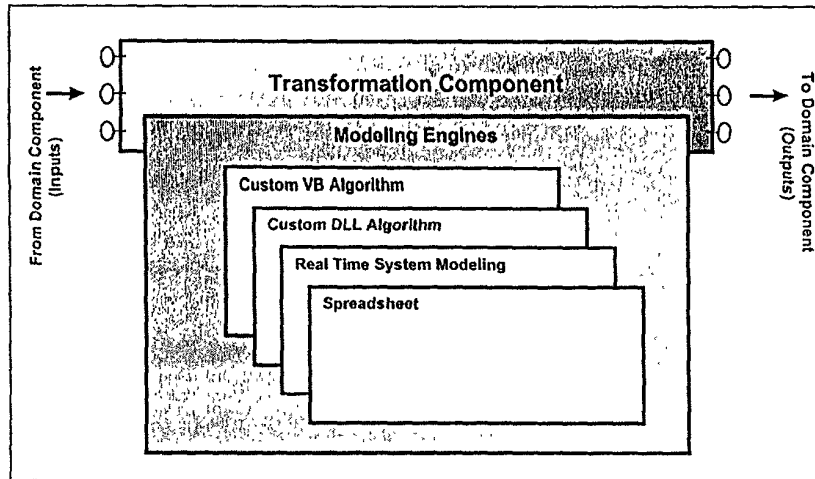 Transformation Component
Modeling Engines
Custom VB Algorithm
Custom DLL Algorithm
Real Time System Modeling
Spreadsheet
From Domain Component
(Inputs)
To Domain Component
(Outputs)